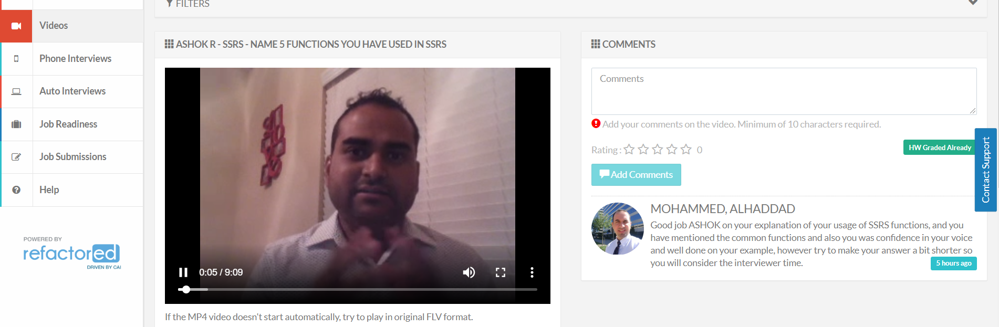 FILTERS
Videos
Phone Interviews
Auto Interviews
Job Readiness
Job Submissions
Help
POWERED BY
refactored
DRIVEN BY CAI
ASHOK R - SSRS - NAME 5 FUNCTIONS YOU HAVE USED IN SSRS
0:05 / 9:09
If the MP4 video doesn't start automatically, try to play in original FLV format.
COMMENTS
Comments
Add your comments on the video. Minimum of 10 characters required.
Rating : 0
HW Graded Already
Add Comments
Contact Support
MOHAMMED, ALHADDAD
Good job ASHOK on your explanation of your usage of SSRS functions, and you
have mentioned the common functions and also you was confidence in your voice
and well done on your example, however try to make your answer a bit shorter so
you will consider the interviewer time.
5 hours ago